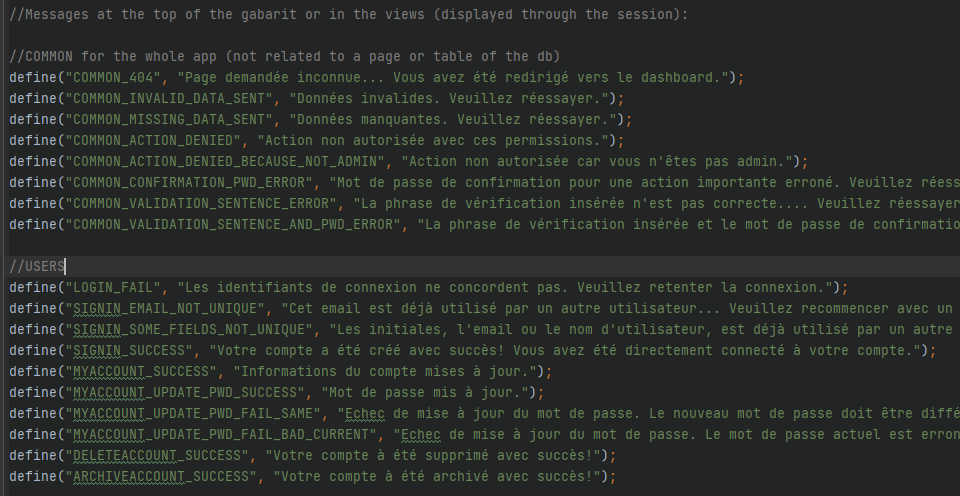 //Messages at the top of the gabarit or in the views (displayed through the session):
//COMMON for the whole app (not related to a page or table of the db)
define("COMMON_404", "Page demandée inconnue... Vous avez été redirigé vers le dashboard.");
define("COMMON_INVALID_DATA_SENT", "Données invalides. Veuillez réessayer.");
define("COMMON_MISSING_DATA_SENT", "Données manquantes. Veuillez réessayer.");
define("COMMON_ACTION_DENIED", "Action non autorisée avec ces permissions.");
define("COMMON_ACTION_DENIED_BECAUSE_NOT_ADMIN", "Action non autorisée car vous n'êtes pas admin.");
define("COMMON_CONFIRMATION_PWD_ERROR", "Mot de passe de confirmation pour une action importante erroné. Veuillez rées
define("COMMON_VALIDATION_SENTENCE_ERROR", "La phrase de vérification insérée n'est pas correcte.... Veuillez réessayer
define("COMMON_VALIDATION_SENTENCE_AND_PWD_ERROR", "La phrase de vérification insérée et le mot de passe de confirmatio
//USERS
define("LOGIN_FAIL", "Les identifiants de connexion ne concordent pas. Veuillez retenter la connexion.");
define("SIGNIN_EMAIL_NOT_UNIQUE", "Cet email est déjà utilisé par un autre utilisateur... Veuillez recommencer avec un
define("SIGNIN_SOME_FIELDS_NOT_UNIQUE", "Les initiales, l'email ou le nom d'utilisateur, est déjà utilisé par un autre
define("SIGNIN_SUCCESS", "Votre compte a été créé avec succès! Vous avez été directement connecté à votre compte.");
define("MYACCOUNT_SUCCESS", "Informations du compte mises à jour.");
define("MYACCOUNT_UPDATE_PWD_SUCCESS", "Mot de passe mis à jour.");
define("MYACCOUNT_UPDATE_PWD_FAIL_SAME", "Echec de mise à jour du mot de passe. Le nouveau mot de passe doit être diffé
define("MYACCOUNT_UPDATE_PWD_FAIL_BAD_CURRENT", "Echec de mise à jour du mot de passe. Le mot de passe actuel est erron
define("DELETEACCOUNT_SUCCESS", "Votre compte à été supprimé avec succès!");
define("ARCHIVEACCOUNT_SUCCESS", "Votre compte à été archivé avec succès!");